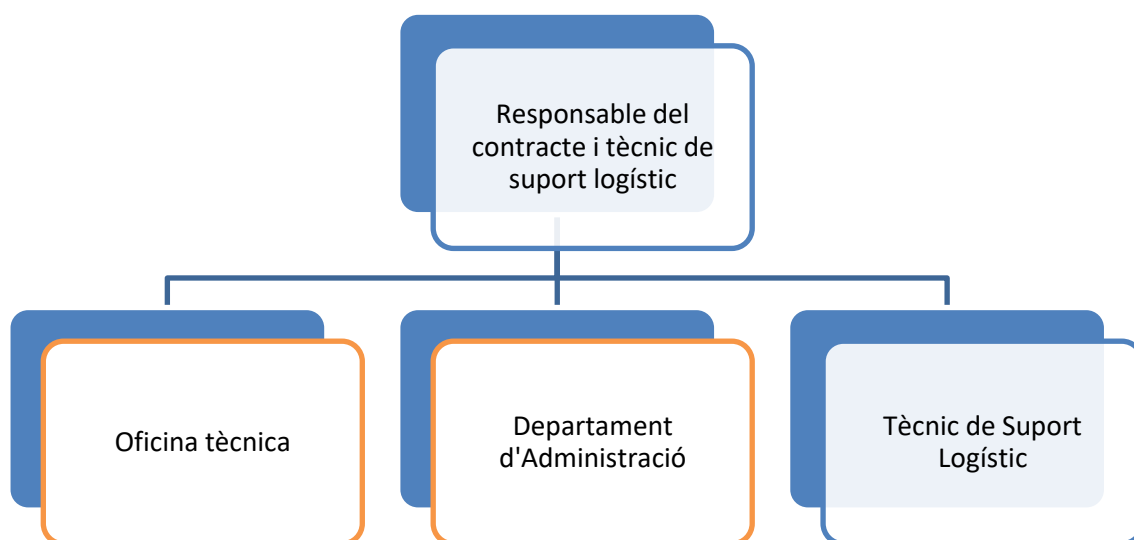 Responsable del
contracte i tècnic de
suport logístic
Oficina tècnica
Departament
d'Administració
Tècnic de Suport
Logístic